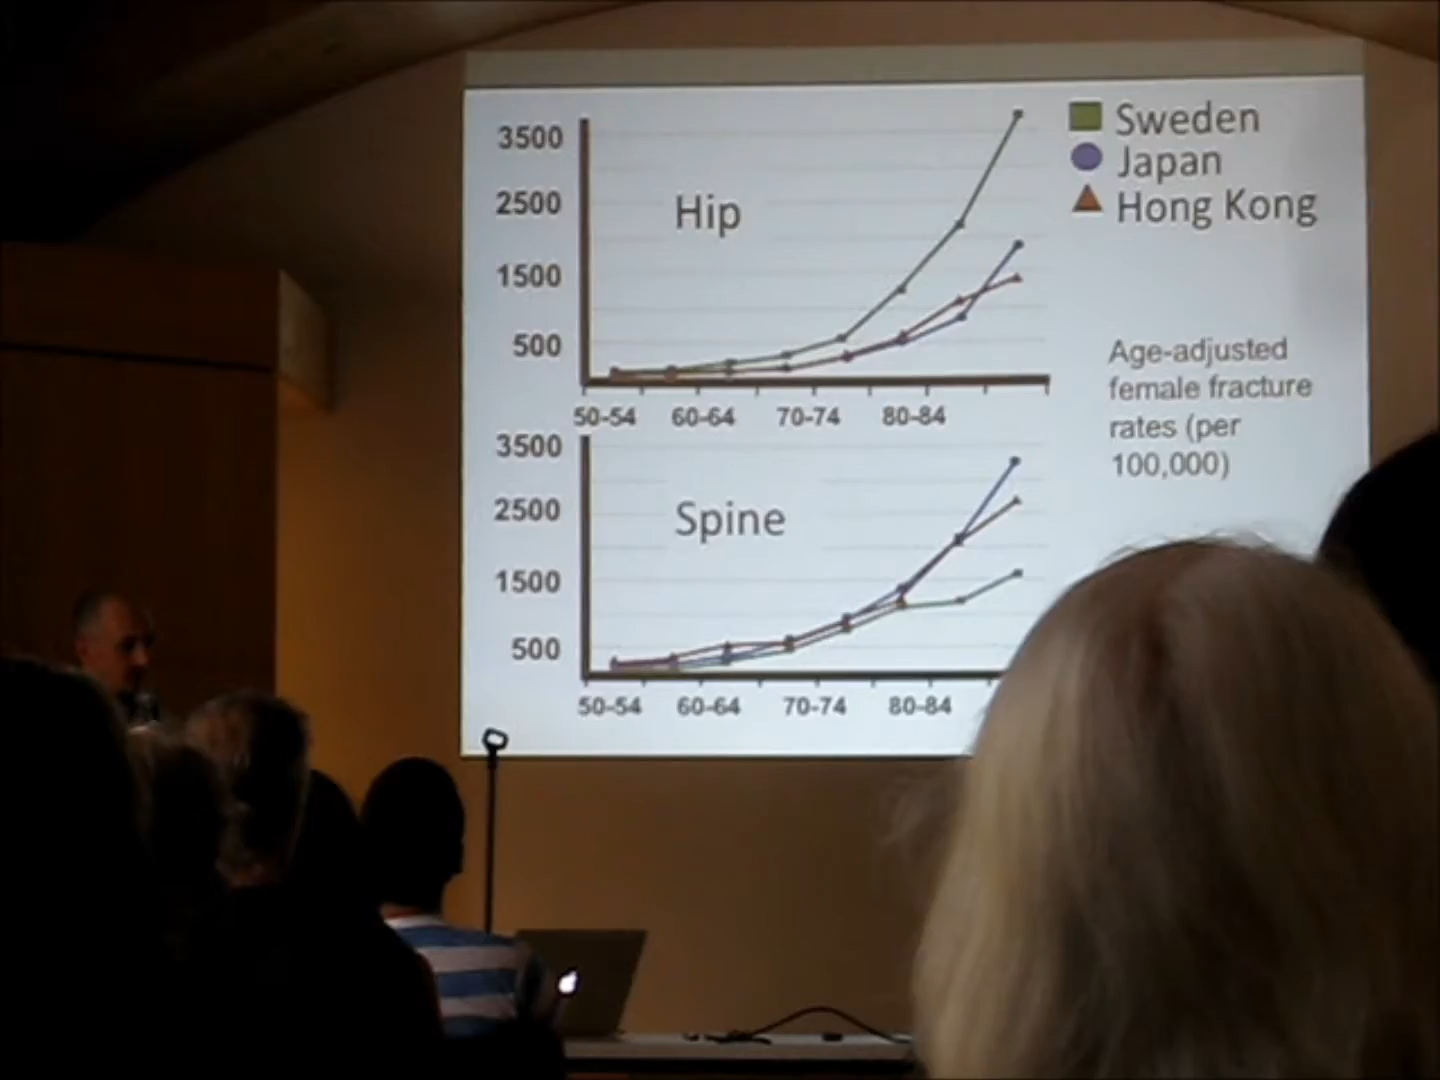 3500
2500
1500
500
Hip
50-54 60-64 70-74 80-84
Sweden
Japan
Hong Kong
Age-adjusted
female fracture
rates (per
100,000)
3500
2500
1500
500
Spine
50-54 60-64 70-74 80-84